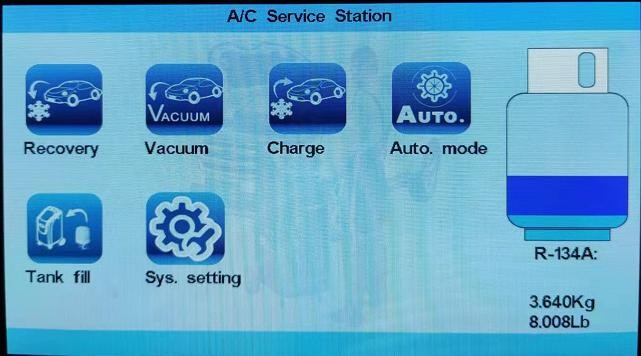 A/C Service Station
VACUUM
AUTO.
Recovery
Vacuum
Charge
Auto. mode
Tank fill
Sys. setting
R-134A:
3.640Kg
8.008Lb